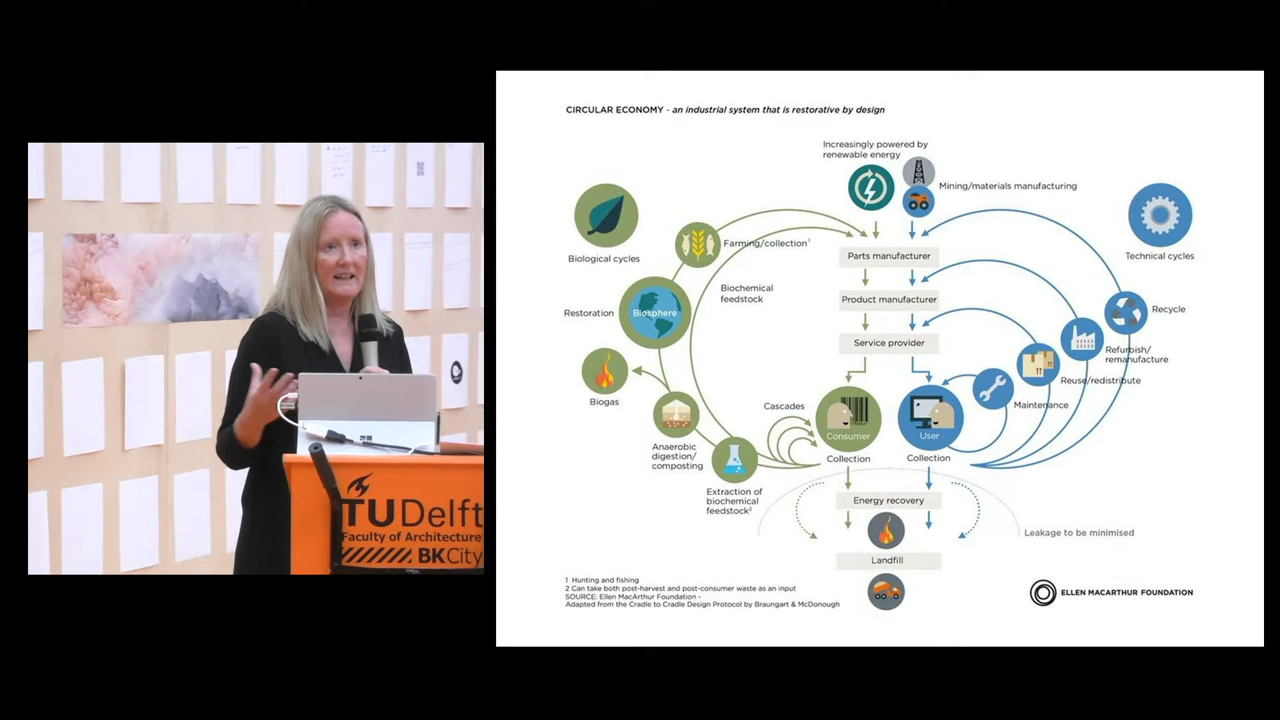 TUDelft
Faculty of Architecture
BK City
CIRCULAR ECONOMY - an industrial system that is restorative by design
Increasingly powered by
renewable energy
Mining/materials manufacturing
Biological cycles
Technical cycles
Farming/collection¹
Parts manufacturer
Biochemical
feedstock
Product manufacturer
Restoration
Biosphere
Recycle
Service provider
Refurbish/
remanufacture
Reuse/redistribute
Biogas
Cascades
Maintenance
Consumer
User
Anaerobic
digestion/
composting
Collection
Collection
Extraction of
biochemical
feedstock²
Energy recovery
Leakage to be minimised
Landfill
1 Hunting and fishing
2 Can take both post-harvest and post-consumer waste as an input
SOURCE: Ellen MacArthur Foundation -
Adapted from the Cradle to Cradle Design Protocol by Braungart & McDonough
ELLEN MACARTHUR FOUNDATION